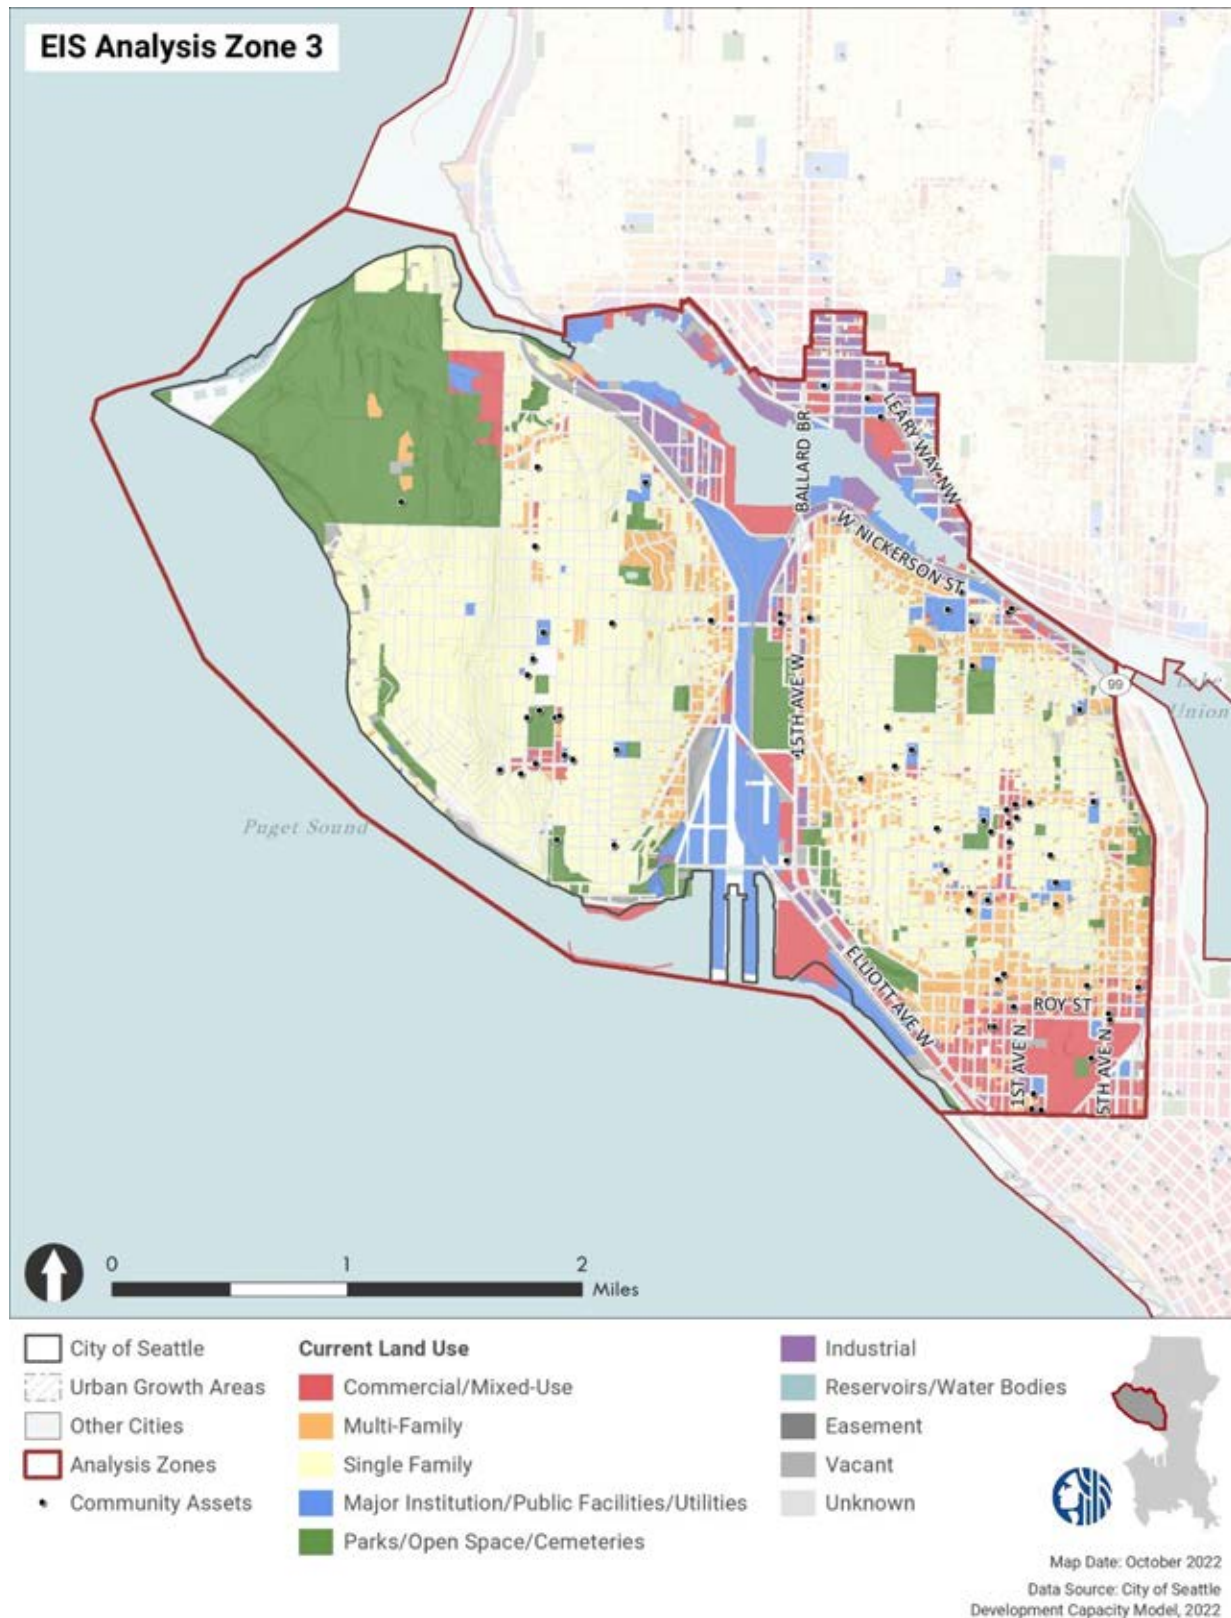 EIS Analysis Zone 3
BALLARD BR
LEARY WAY NW
W NICKERSON ST
15TH AVE W
99
Lake
Union
Puget Sound
ELLIOTT AVE W
ROY ST
1ST AVE N
5TH AVE N
0 1 2
Miles
City of Seattle
Urban Growth Areas
Other Cities
Analysis Zones
Community Assets
Current Land Use
Commercial/Mixed-Use
Multi-Family
Single Family
Major Institution/Public Facilities/Utilities
Parks/Open Space/Cemeteries
Industrial
Reservoirs/Water Bodies
Easement
Vacant
Unknown
Map Date: October 2022
Data Source: City of Seattle
Development Capacity Model, 2022